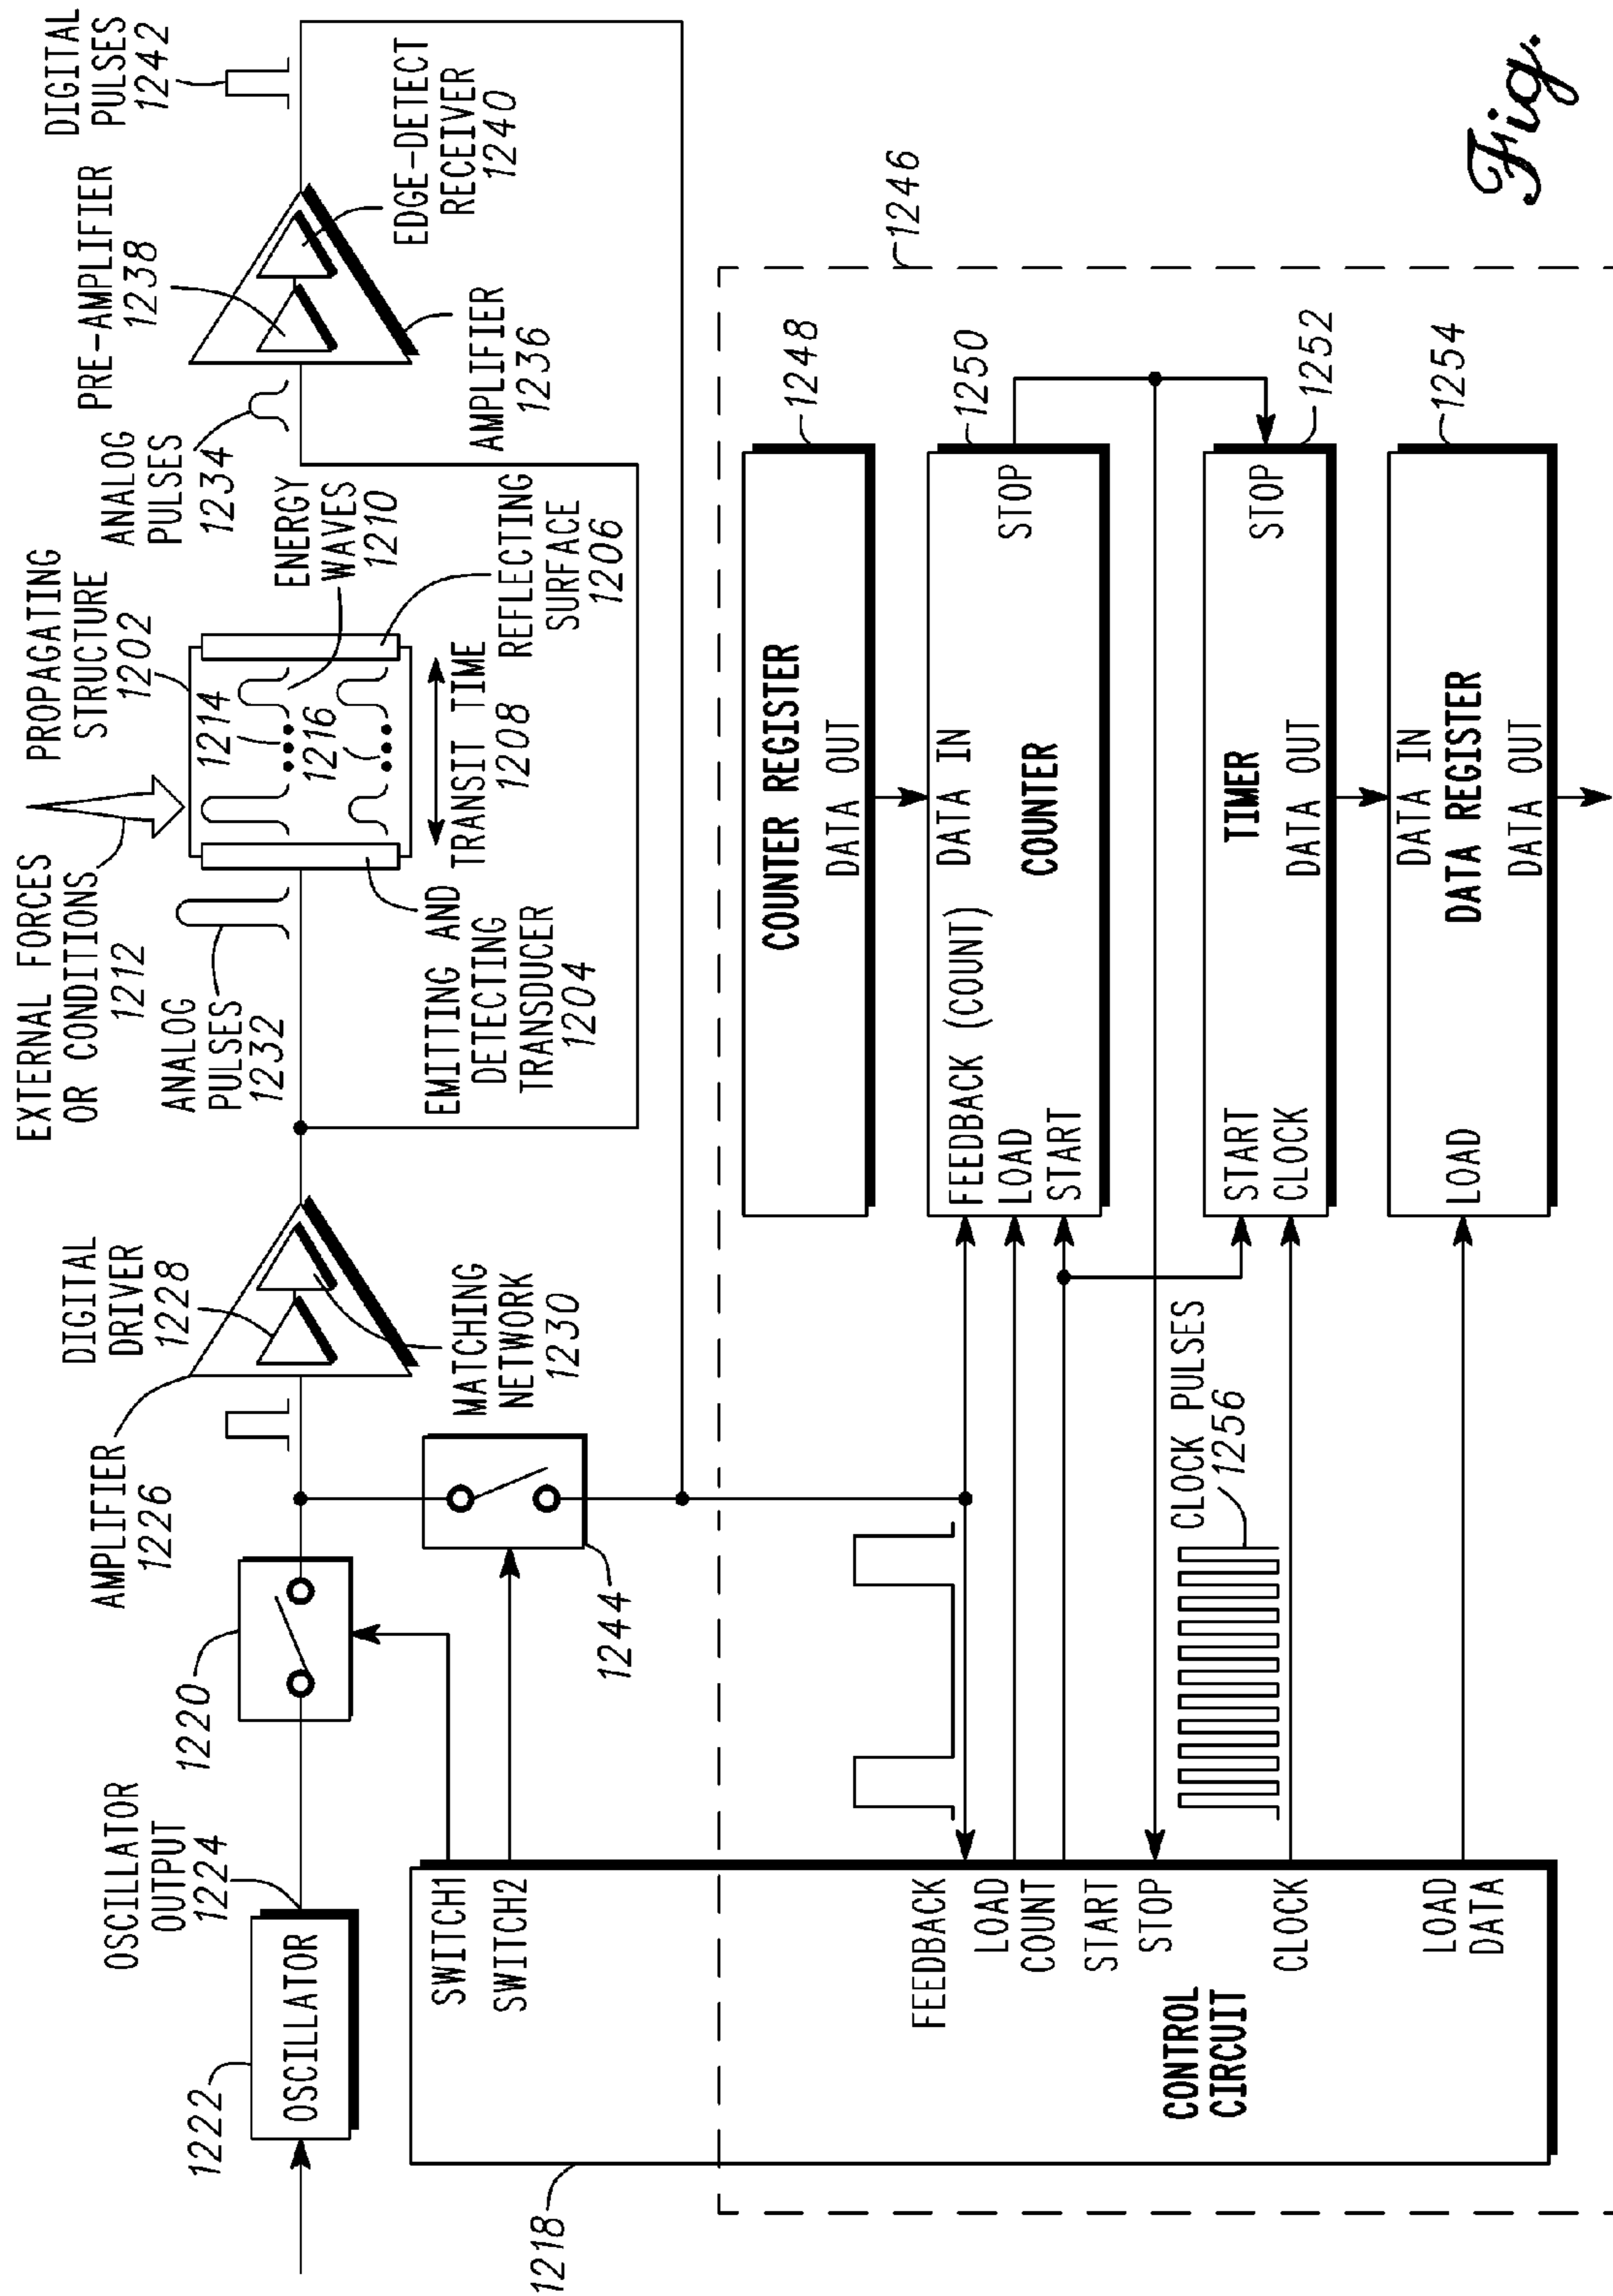 EXTERNAL FORCES
OR CONDITIONS
1212
PROPAGATING
STRUCTURE
1202
ANALOG
PULSES
1234
PRE-AMPLIFIER
1238
DIGITAL
PULSES
1242
OSCILLATOR
OUTPUT
1224
1222
OSCILLATOR
1220
AMPLIFIER
1226
DIGITAL
DRIVER
1228
ANALOG
PULSES
1232
1214
1216
ENERGY
WAVES
1210
EDGE-DETECT
RECEIVER
1240
MATCHING
NETWORK
1230
EMITTING AND
DETECTING
TRANSDUCER
1204
TRANSIT TIME
1208
REFLECTING
SURFACE
1206
AMPLIFIER
1236
1218
SWITCH1
SWITCH2
1244
1246
FEEDBACK
LOAD
COUNT
START
STOP
CLOCK
LOAD
DATA
CONTROL
CIRCUIT
CLOCK PULSES
1256
COUNTER REGISTER
DATA OUT
1248
DATA IN
FEEDBACK (COUNT)
LOAD
START
COUNTER
STOP
1250
START
CLOCK
TIMER
DATA OUT
STOP
1252
LOAD
DATA IN
DATA REGISTER
DATA OUT
1254
Fig.